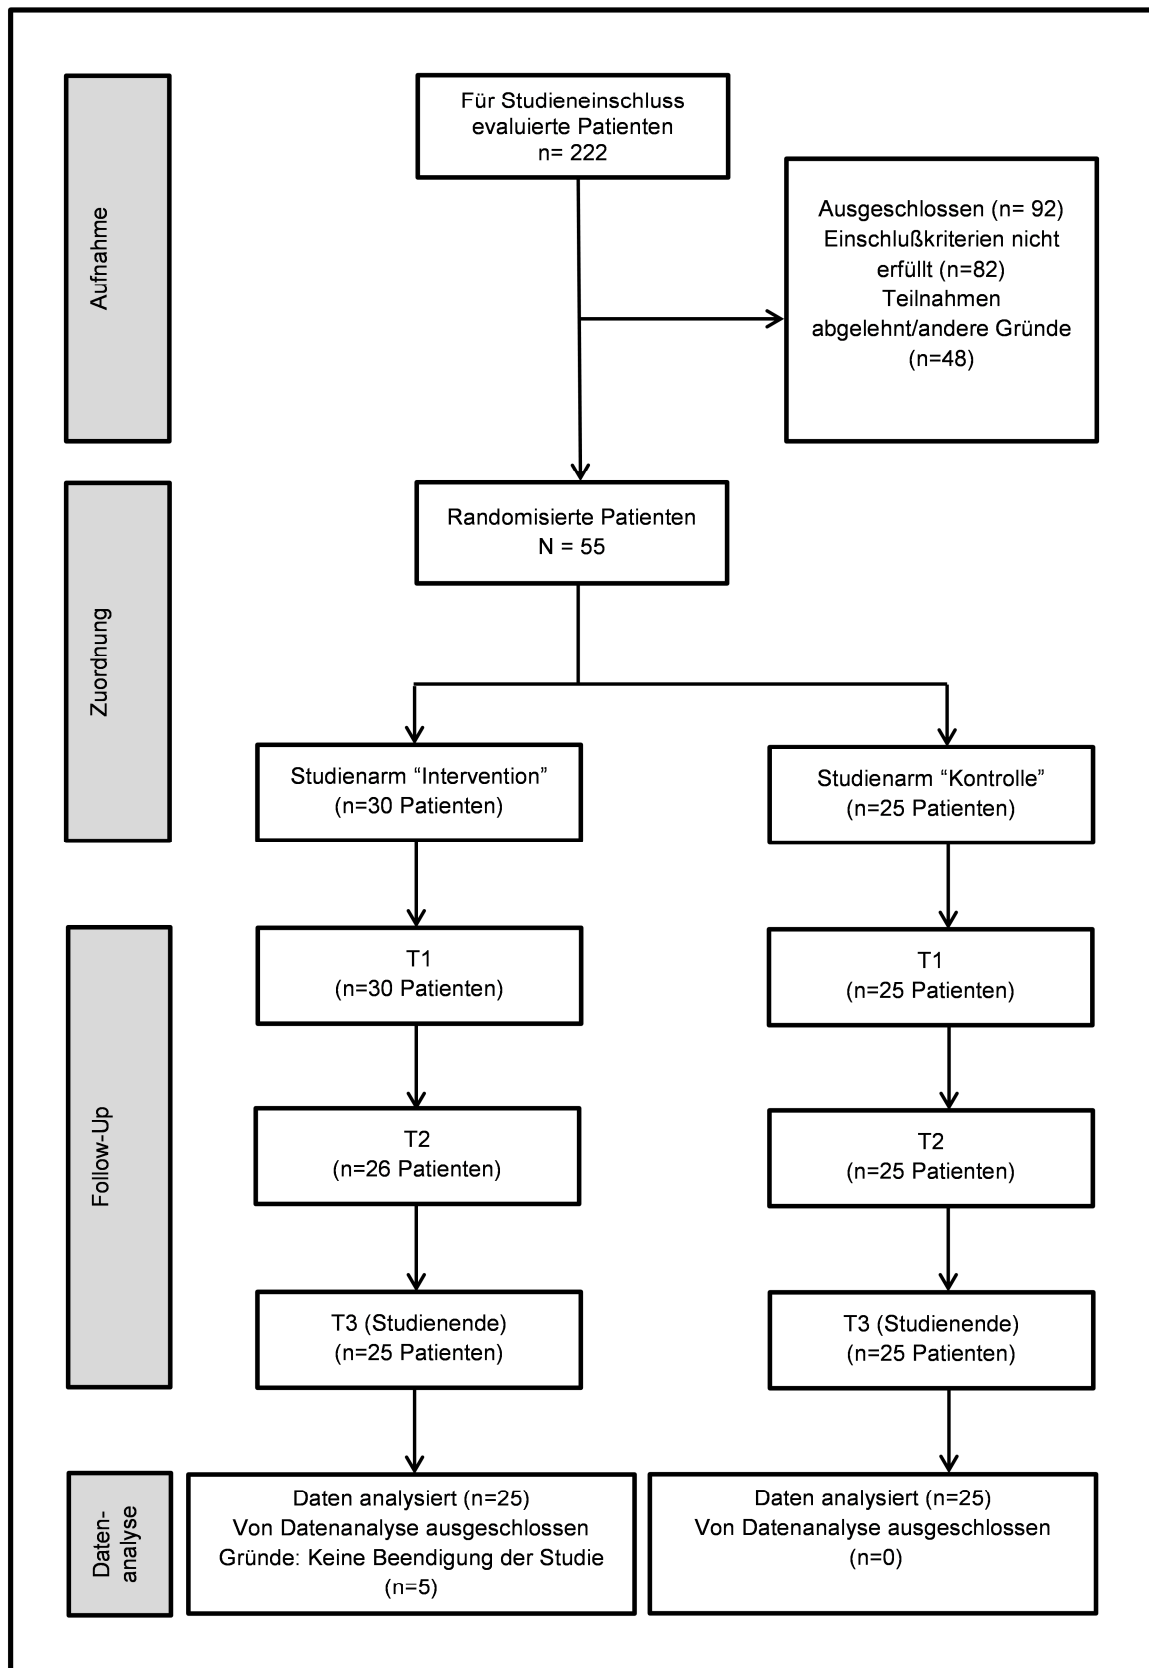 Aufnahme
Für Studieneinschluss
evaluierte Patienten
n= 222
Ausgeschlossen (n= 92)
Einschlußkriterien nicht
erfüllt (n=82)
Teilnahmen
abgelehnt/andere Gründe
(n=48)
Zuordnung
Randomisierte Patienten
N = 55
Studienarm “Intervention”
(n=30 Patienten)
Studienarm “Kontrolle”
(n=25 Patienten)
Follow-Up
T1
(n=30 Patienten)
T1
(n=25 Patienten)
T2
(n=26 Patienten)
T2
(n=25 Patienten)
T3 (Studienende)
(n=25 Patienten)
T3 (Studienende)
(n=25 Patienten)
Daten-
analyse
Daten analysiert (n=25)
Von Datenanalyse ausgeschlossen
Gründe: Keine Beendigung der Studie
(n=5)
Daten analysiert (n=25)
Von Datenanalyse ausgeschlossen
(n=0)